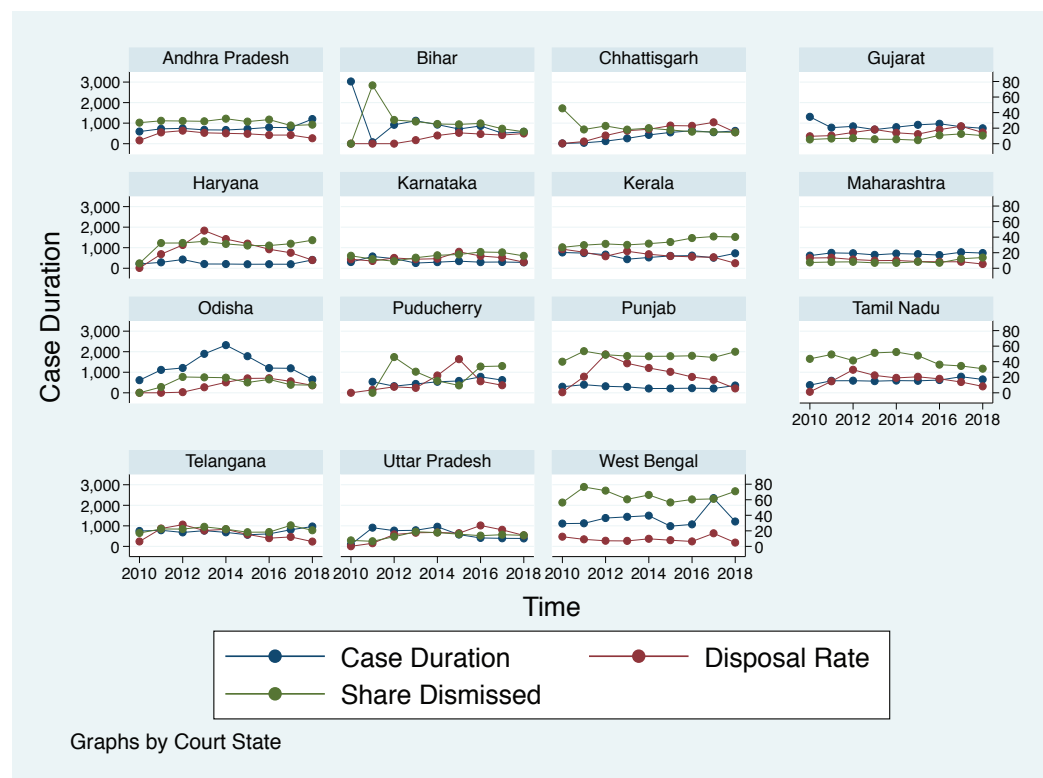 Andhra Pradesh
Bihar
Chhattisgarh
Gujarat
3,000
2,000
1,000
0
80
60
40
20
0
Haryana
Karnataka
Kerala
Maharashtra
3,000
2,000
1,000
0
80
60
40
20
0
Odisha
Puducherry
Punjab
Tamil Nadu
3,000
2,000
1,000
0
80
60
40
20
0
2010 2012 2014 2016 2018
Telangana
Uttar Pradesh
West Bengal
3,000
2,000
1,000
0
80
60
40
20
0
2010 2012 2014 2016 2018 2010 2012 2014 2016 2018 2010 2012 2014 2016 2018
Case Duration
Time
Case Duration
Disposal Rate
Share Dismissed
Graphs by Court State